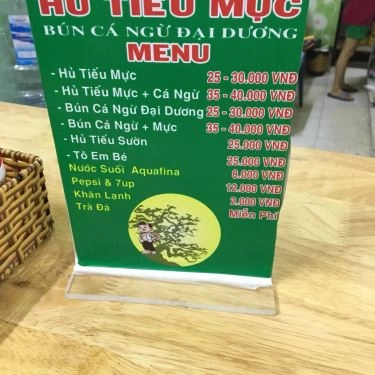 HỦ TIẾU MỰC
BÚN CÁ NGỪ ĐẠI DƯƠNG
MENU
- Hủ Tiếu Mực 25 - 30.000 VNĐ
- Hủ Tiếu Mực + Cá Ngừ 35 - 40.000 VNĐ
- Bún Cá Ngừ Đại Dương 25 - 30.000 VNĐ
- Bún Cá Ngừ + Mực 35 - 40.000 VNĐ
- Hủ Tiếu Sườn 25.000 VNĐ
- Tô Em Bé 25.000 VNĐ
Nước Suối Aquafina 8.000 VNĐ
Pepsi & 7up 12.000 VNĐ
Khăn Lạnh 2.000 VNĐ
Trà Đá Miễn Phí